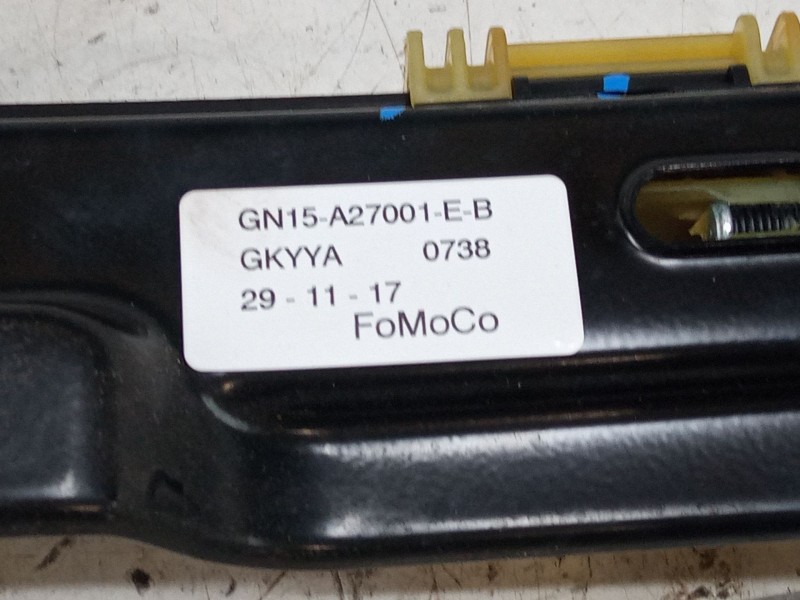 GN15-A27001-E-B
GKYYA 0738
29 - 11 - 17
FoMoCo